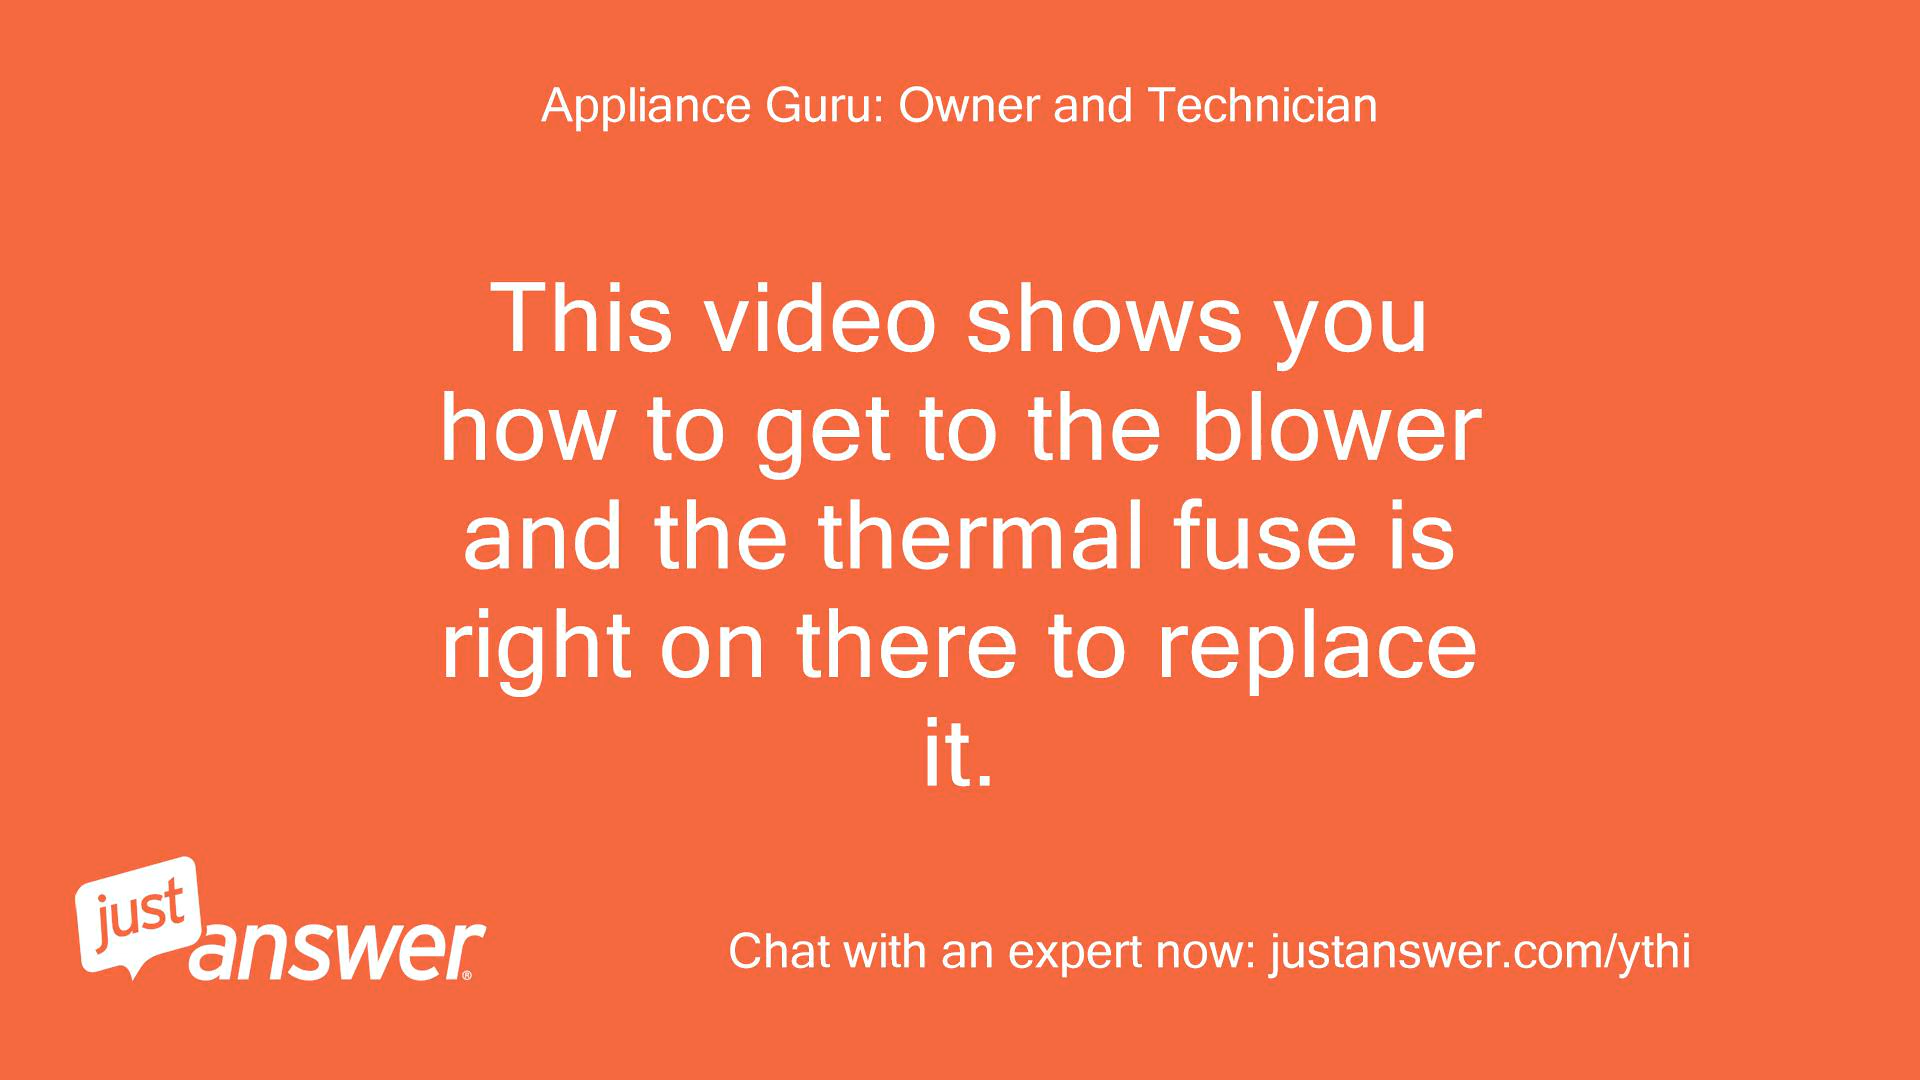 Appliance Guru: Owner and Technician
This video shows you
how to get to the blower
and the thermal fuse is
right on there to replace
it.
just
answer®
Chat with an expert now: justanswer.com/ythi